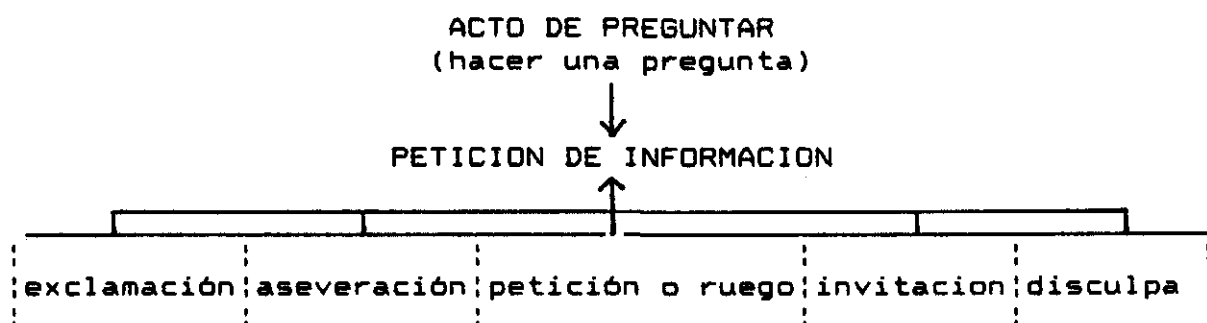 ACTO DE PREGUNTAR
(hacer una pregunta)
PETICION DE INFORMACION
exclamación aseveración petición o ruego invitacion disculpa